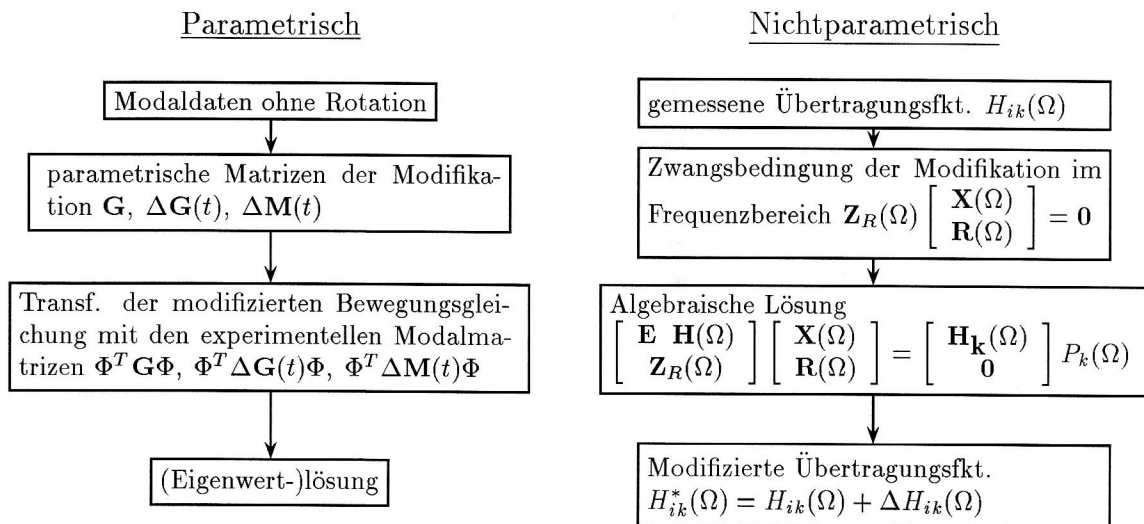 Parametrisch
Modaldaten ohne Rotation
parametrische Matrizen der Modifika-
tion G, ΔG(t), ΔM(t)
Transf. der modifizierten Bewegungsglei-
chung mit den experimentellen Modalma-
trizen Φ^T GΦ, Φ^T ΔG(t)Φ, Φ^T ΔM(t)Φ
(Eigenwert-)lösung
Nichtparametrisch
gemessene Übertragungsfkt. H_{ik}(Ω)
Zwangsbedingung der Modifikation im
Frequenzbereich Z_R(Ω) [ X(Ω) R(Ω) ] = 0
Algebraische Lösung
[ E H(Ω) Z_R(Ω) ] [ X(Ω) R(Ω) ] = [ H_k(Ω) 0 ] P_k(Ω)
Modifizierte Übertragungsfkt.
H*_{ik}(Ω) = H_{ik}(Ω) + ΔH_{ik}(Ω)